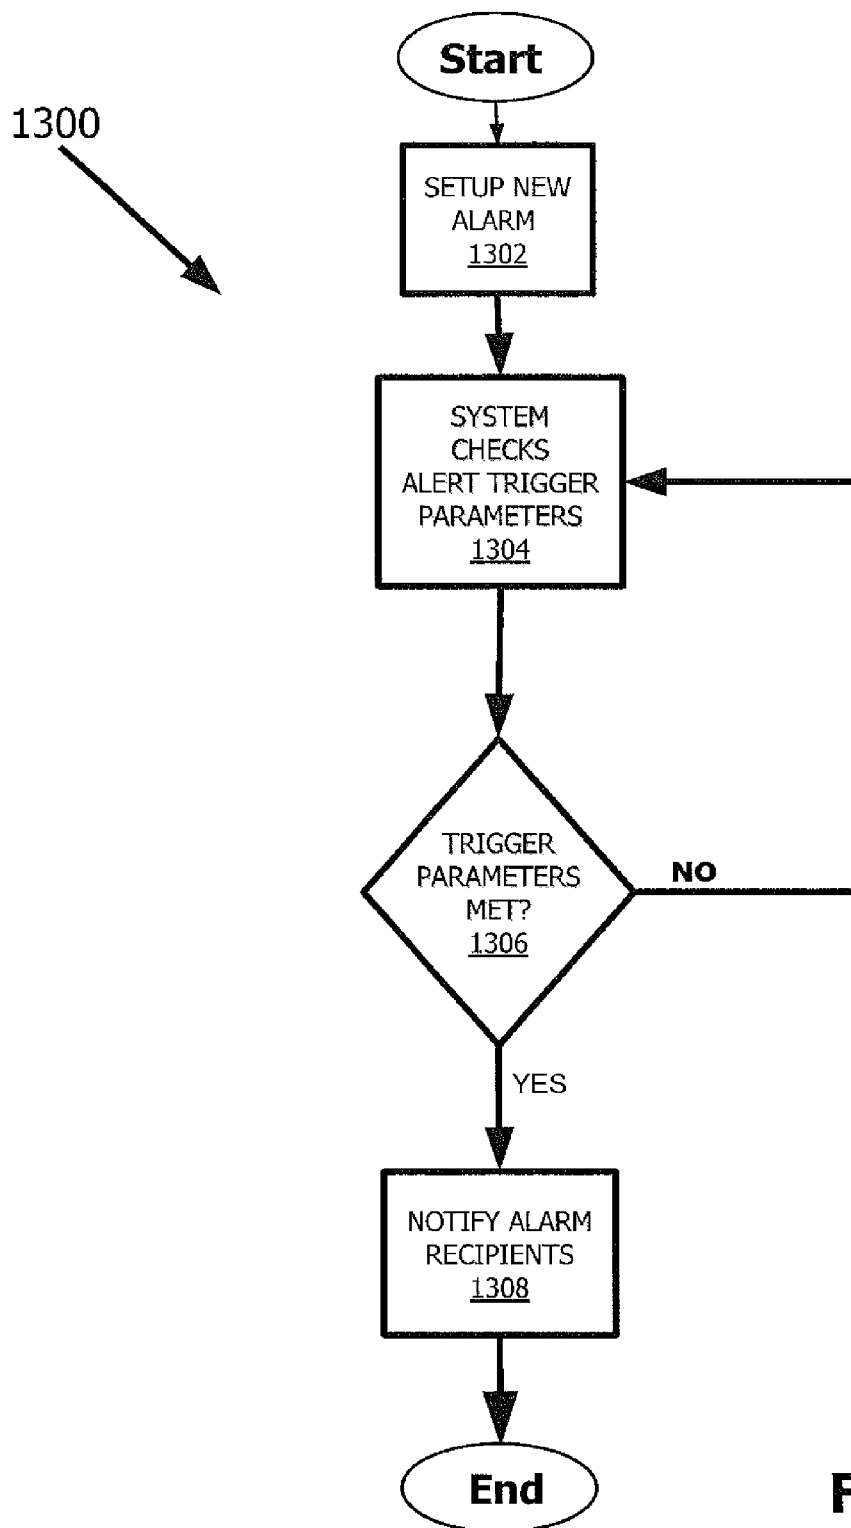 Start
1300
SETUP NEW
ALARM
1302
SYSTEM
CHECKS
ALERT TRIGGER
PARAMETERS
1304
TRIGGER
PARAMETERS
MET?
1306
NO
YES
NOTIFY ALARM
RECIPIENTS
1308
End
F